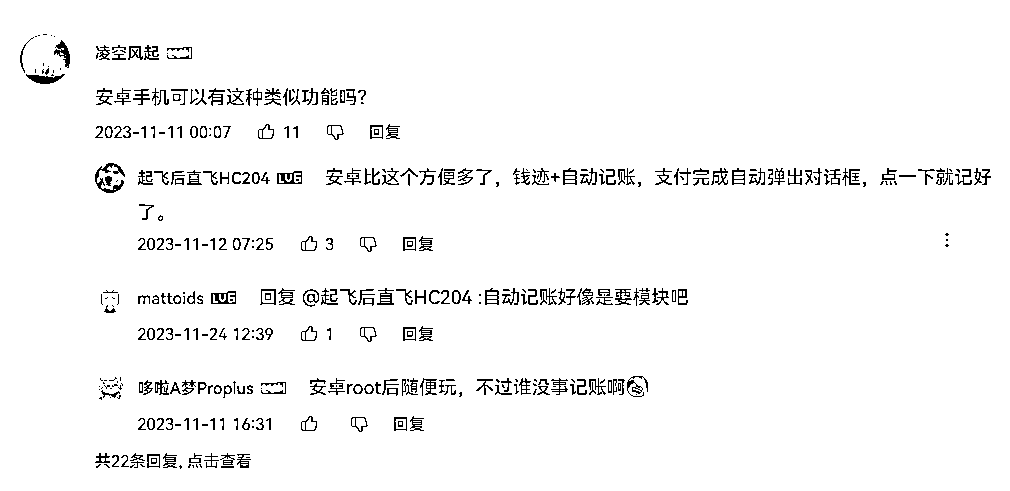 凌空风起
安卓手机可以有这种类似功能吗?
2023-11-11 00:07 11 回复
起飞后直飞HC204 安卓比这个方便多了，钱迹+自动记账，支付完成自动弹出对话框，点一下就记好
了。
2023-11-12 07:25 3 回复
mattoids 回复 @起飞后直飞HC204 :自动记账好像是要模块吧
2023-11-24 12:39 1 回复
哆啦A梦Proplus 安卓root后随便玩，不过谁没事记账啊
2023-11-11 16:31 回复
共22条回复, 点击查看